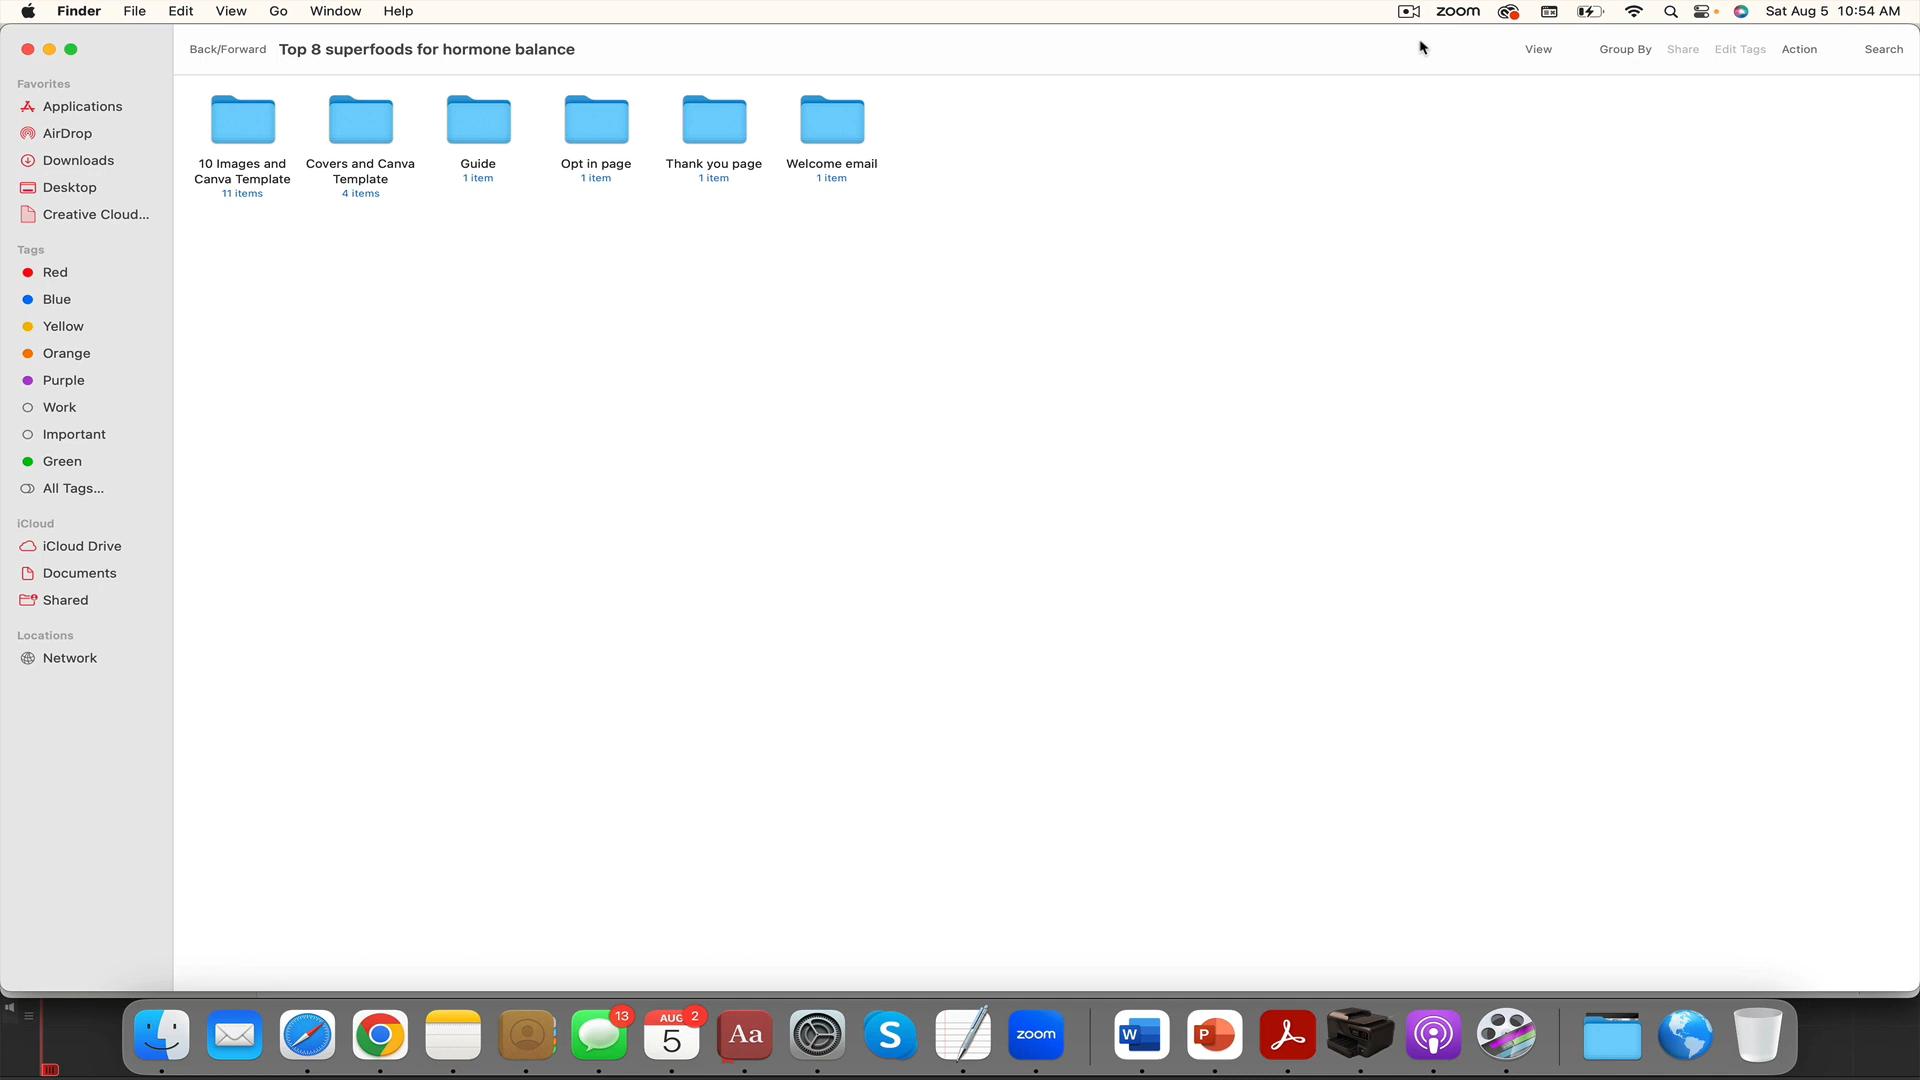 Finder File Edit View Go Window Help zoom Sat Aug 5 10:54 AM
Back/Forward Top 8 superfoods for hormone balance View Group By Share Edit Tags Action Search
Favorites
Applications
AirDrop
Downloads
Desktop
Creative Cloud...
Tags
Red
Blue
Yellow
Orange
Purple
Work
Important
Green
All Tags...
iCloud
iCloud Drive
Documents
Shared
Locations
Network
10 Images and
Canva Template
11 items
Covers and Canva
Template
4 items
Guide
1 item
Opt in page
1 item
Thank you page
1 item
Welcome email
1 item
13
AUG 2
5
Aa
S
zoom
W
P